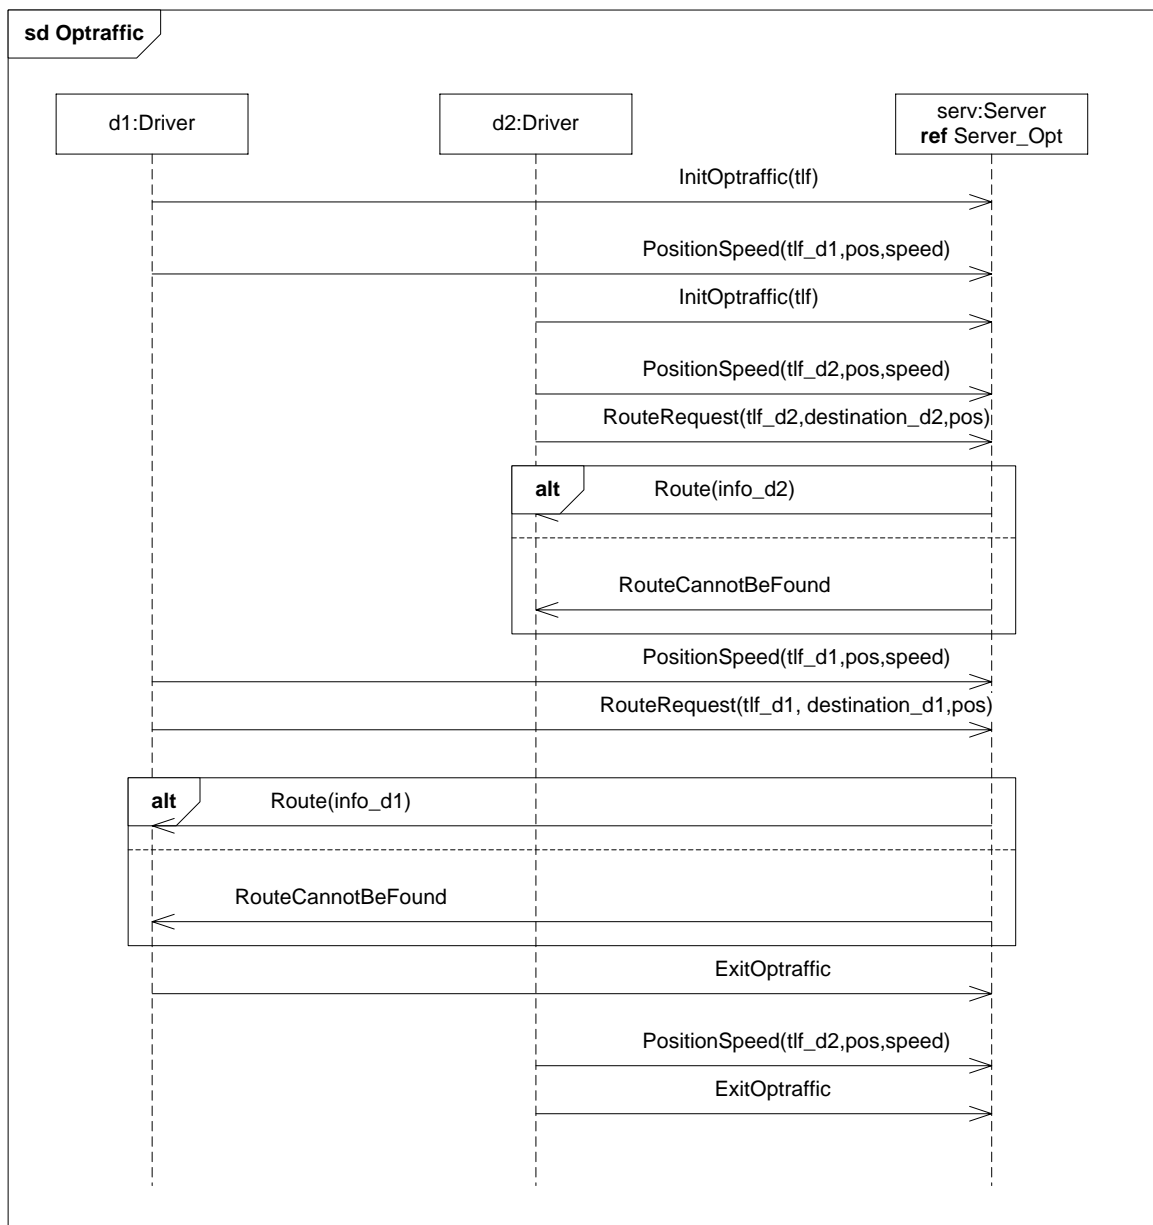 sd Optraffic
d1:Driver
d2:Driver
serv:Server
ref Server_Opt
InitOptraffic(tlf)
PositionSpeed(tlf_d1,pos,speed)
InitOptraffic(tlf)
PositionSpeed(tlf_d2,pos,speed)
RouteRequest(tlf_d2,destination_d2,pos)
alt
Route(info_d2)
RouteCannotBeFound
PositionSpeed(tlf_d1,pos,speed)
RouteRequest(tlf_d1, destination_d1,pos)
alt
Route(info_d1)
RouteCannotBeFound
ExitOptraffic
PositionSpeed(tlf_d2,pos,speed)
ExitOptraffic